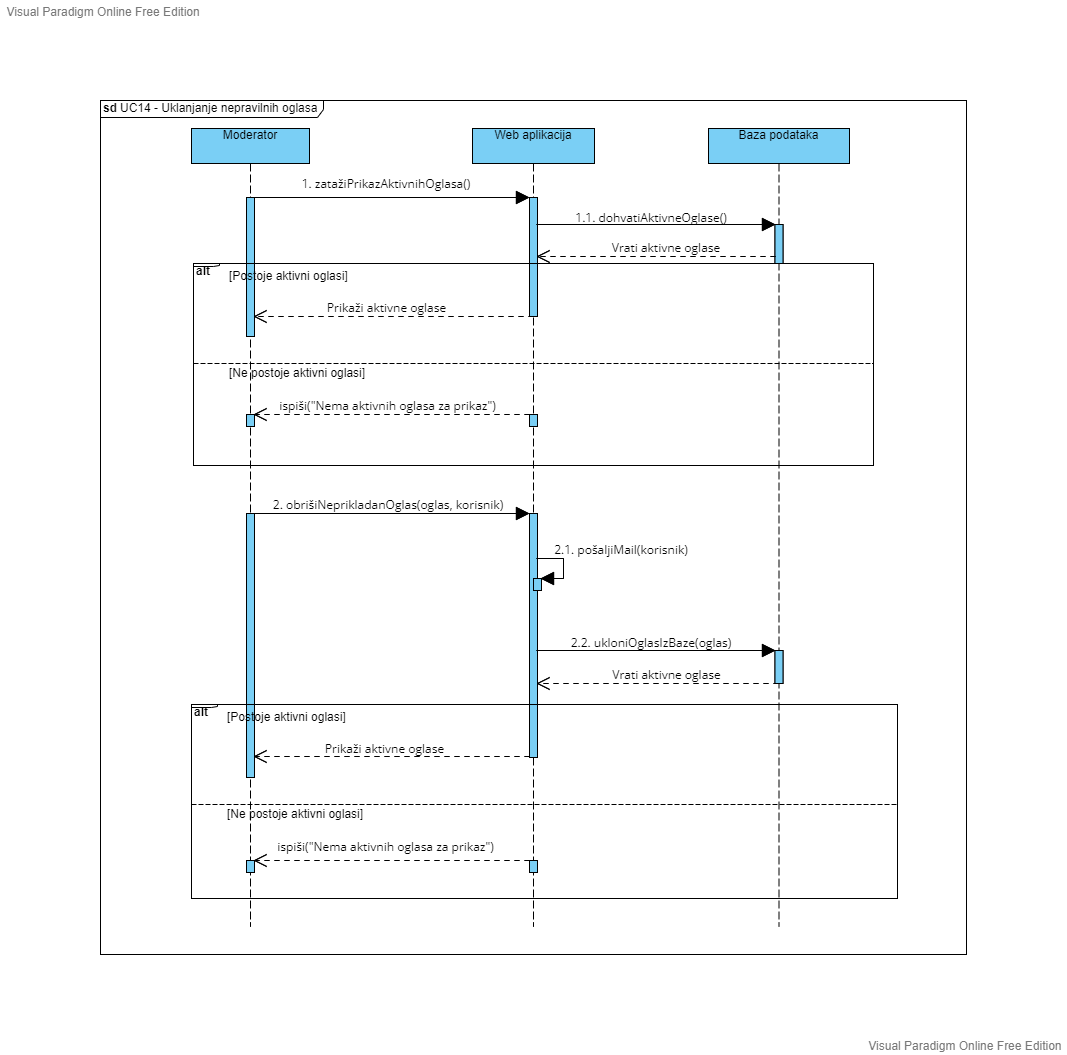 Visual Paradigm Online Free Edition
sd UC14 - Uklanjanje nepravilnih oglasa
Moderator
Web aplikacija
Baza podataka
1. zatažiPrikazAktivnihOglasa()
1.1. dohvatiAktivneOglase()
Vrati aktivne oglase
alt
[Postoje aktivni oglasi]
Prikaži aktivne oglase
[Ne postoje aktivni oglasi]
ispiši("Nema aktivnih oglasa za prikaz")
2. obrišiNeprikladanOglas(oglas, korisnik)
2.1. pošaljiMail(korisnik)
2.2. ukloniOglasIzBaze(oglas)
Vrati aktivne oglase
alt
[Postoje aktivni oglasi]
Prikaži aktivne oglase
[Ne postoje aktivni oglasi]
ispiši("Nema aktivnih oglasa za prikaz")
Visual Paradigm Online Free Edition